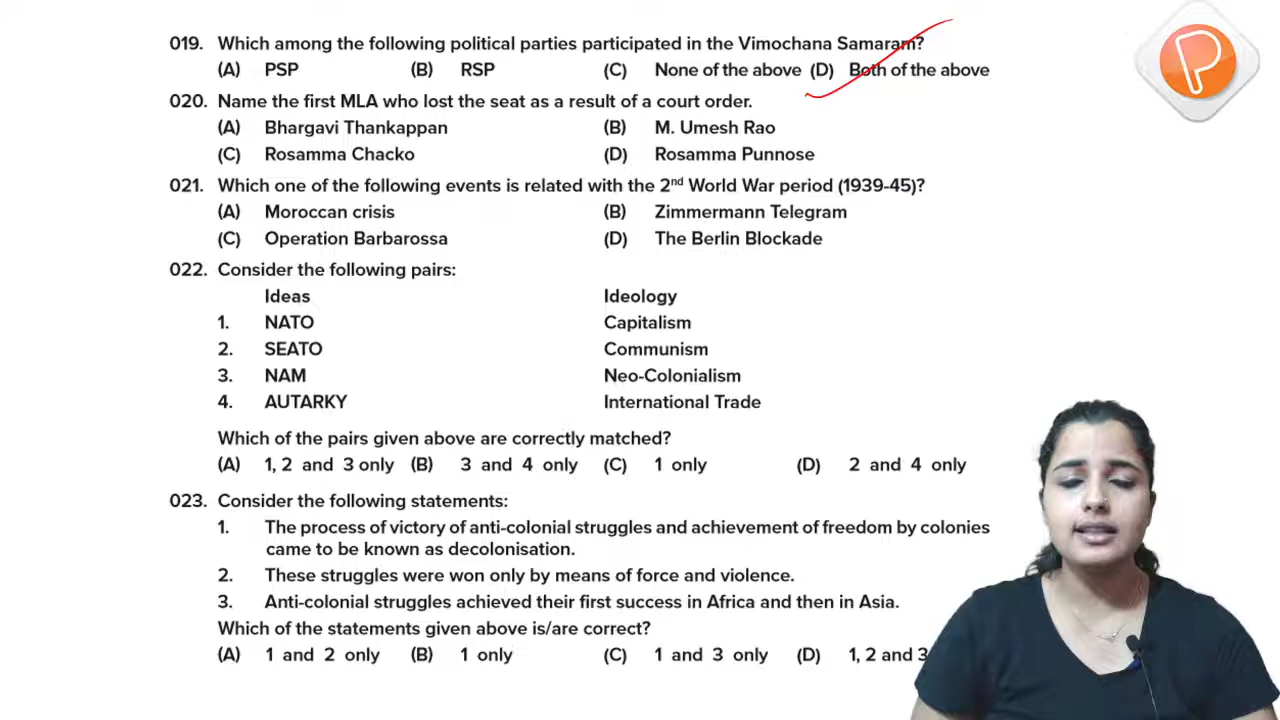 019. Which among the following political parties participated in the Vimochana Samaram?
(A) PSP (B) RSP (C) None of the above (D) Both of the above
020. Name the first MLA who lost the seat as a result of a court order.
(A) Bhargavi Thankappan (B) M. Umesh Rao
(C) Rosamma Chacko (D) Rosamma Punnose
021. Which one of the following events is related with the 2nd World War period (1939-45)?
(A) Moroccan crisis (B) Zimmermann Telegram
(C) Operation Barbarossa (D) The Berlin Blockade
022. Consider the following pairs:
Ideas Ideology
1. NATO Capitalism
2. SEATO Communism
3. NAM Neo-Colonialism
4. AUTARKY International Trade
Which of the pairs given above are correctly matched?
(A) 1, 2 and 3 only (B) 3 and 4 only (C) 1 only (D) 2 and 4 only
023. Consider the following statements:
1. The process of victory of anti-colonial struggles and achievement of freedom by colonies
came to be known as decolonisation.
2. These struggles were won only by means of force and violence.
3. Anti-colonial struggles achieved their first success in Africa and then in Asia.
Which of the statements given above is/are correct?
(A) 1 and 2 only (B) 1 only (C) 1 and 3 only (D) 1, 2 and 3